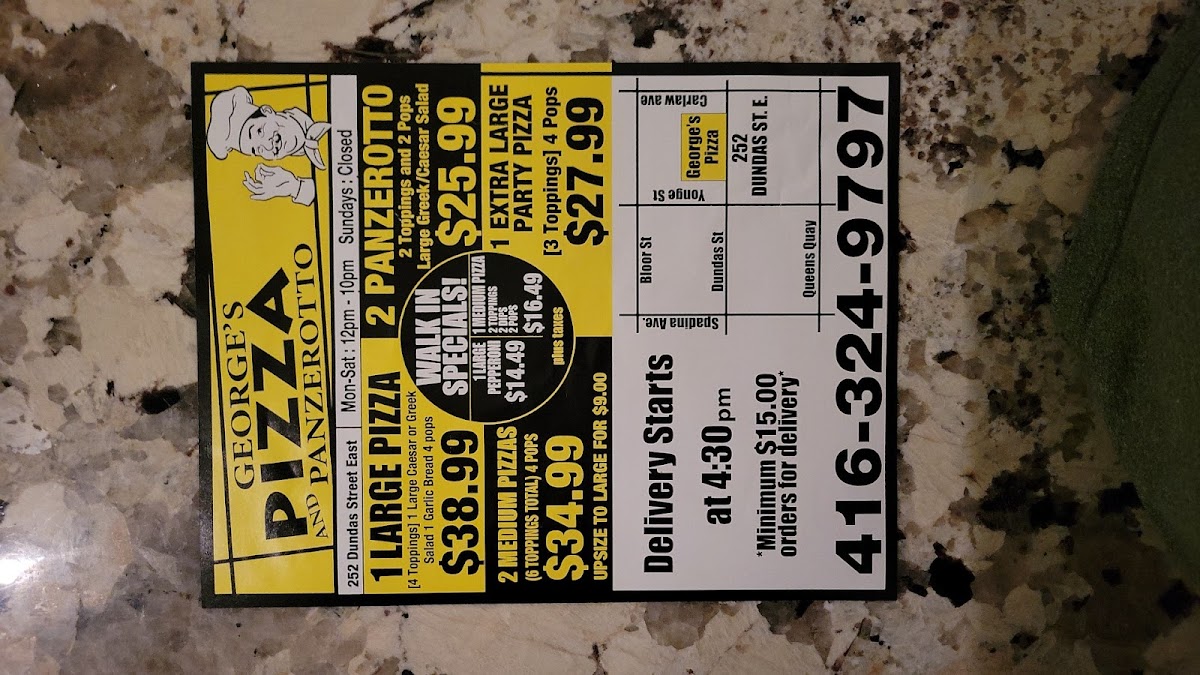 GEORGE'S
PIZZA
AND PANZEROTTO
252 Dundas Street East Mon-Sat : 12pm - 10pm Sundays : Closed
1 LARGE PIZZA
[4 Toppings] 1 Large Caesar or Greek
Salad 1 Garlic Bread 4 pops
$38.99
2 PANZEROTTO
2 Toppings and 2 Pops
Large Greek/Caesar Salad
$25.99
WALK IN
SPECIALS!
1 LARGE
PEPPERONI
$14.49
1 MEDIUM PIZZA
2 TOPPINGS
2 DIPS
2 POPS
$16.49
plus taxes
2 MEDIUM PIZZAS
(6 TOPPINGS TOTAL) 4 POPS
$34.99
UPSIZE TO LARGE FOR $9.00
1 EXTRA LARGE
PARTY PIZZA
[3 Toppings] 4 Pops
$27.99
Delivery Starts
at 4:30pm
*Minimum $15.00
orders for delivery*
Spadina Ave.
Yonge St
Carlaw ave
Bloor St
Dundas St
Queens Quay
George's
Pizza
252
DUNDAS ST. E.
416-324-9797